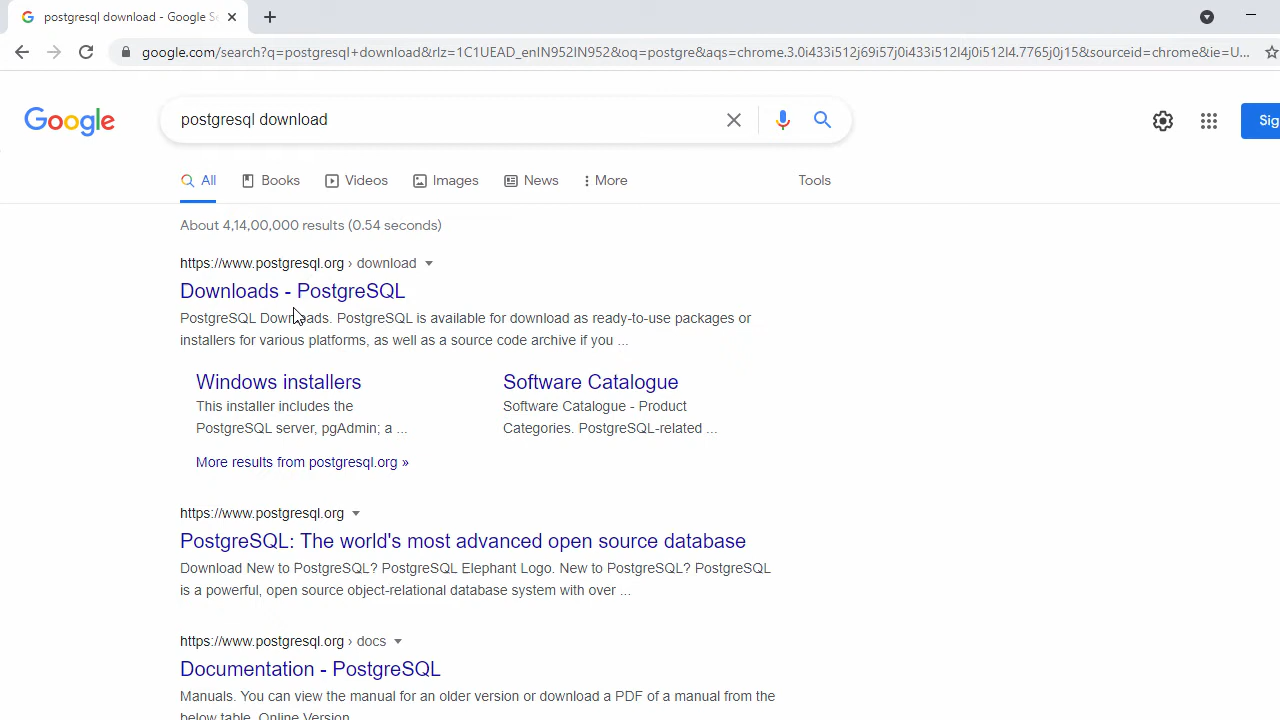 postgresql download - Google Se
google.com/search?q=postgresql+download&rlz=1C1UEAD_enIN952IN952&oq=postgre&aqs=chrome.3.0i433i512j69i57j0i433i512l4j0i512l4.7765j0j15&sourceid=chrome&ie=U...
Google
postgresql download
Sig
All Books Videos Images News More Tools
About 4,14,00,000 results (0.54 seconds)
https://www.postgresql.org › download
Downloads - PostgreSQL
PostgreSQL Downloads. PostgreSQL is available for download as ready-to-use packages or
installers for various platforms, as well as a source code archive if you ...
Windows installers Software Catalogue
This installer includes the Software Catalogue - Product
PostgreSQL server, pgAdmin; a ... Categories. PostgreSQL-related ...
More results from postgresql.org »
https://www.postgresql.org
PostgreSQL: The world's most advanced open source database
Download New to PostgreSQL? PostgreSQL Elephant Logo. New to PostgreSQL? PostgreSQL
is a powerful, open source object-relational database system with over ...
https://www.postgresql.org › docs
Documentation - PostgreSQL
Manuals. You can view the manual for an older version or download a PDF of a manual from the
below table. Online Version